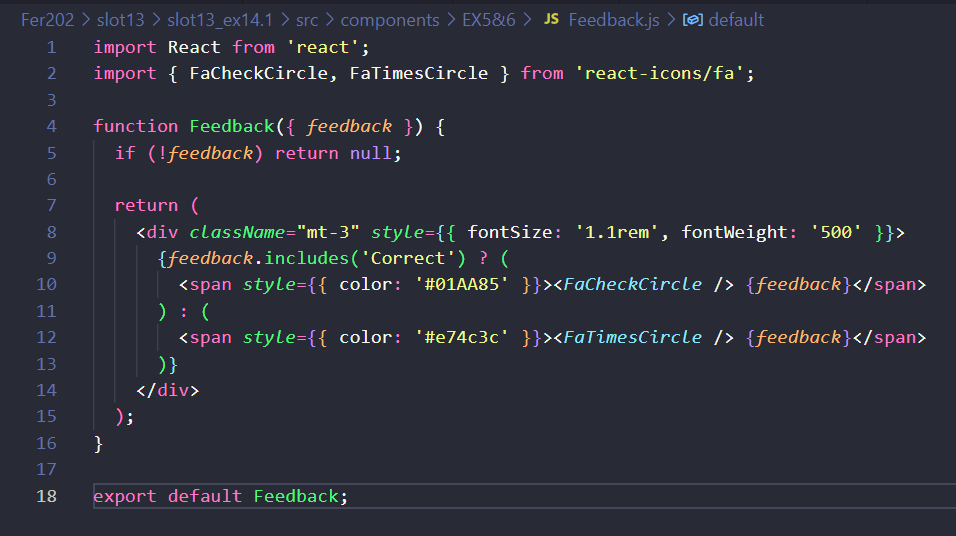 Fer202 > slot13 > slot13_ex14.1 > src > components > EX5&6 > JS Feedback.js > default
1 import React from 'react';
2 import { FaCheckCircle, FaTimesCircle } from 'react-icons/fa';
3
4 function Feedback({ feedback }) {
5   if (!feedback) return null;
6
7   return (
8     <div className="mt-3" style={{ fontSize: '1.1rem', fontWeight: '500' }}>
9       {feedback.includes('Correct') ? (
10         <span style={{ color: '#01AA85' }}><FaCheckCircle /> {feedback}</span>
11       ) : (
12         <span style={{ color: '#e74c3c' }}><FaTimesCircle /> {feedback}</span>
13       )}
14     </div>
15   );
16 }
17
18 export default Feedback;